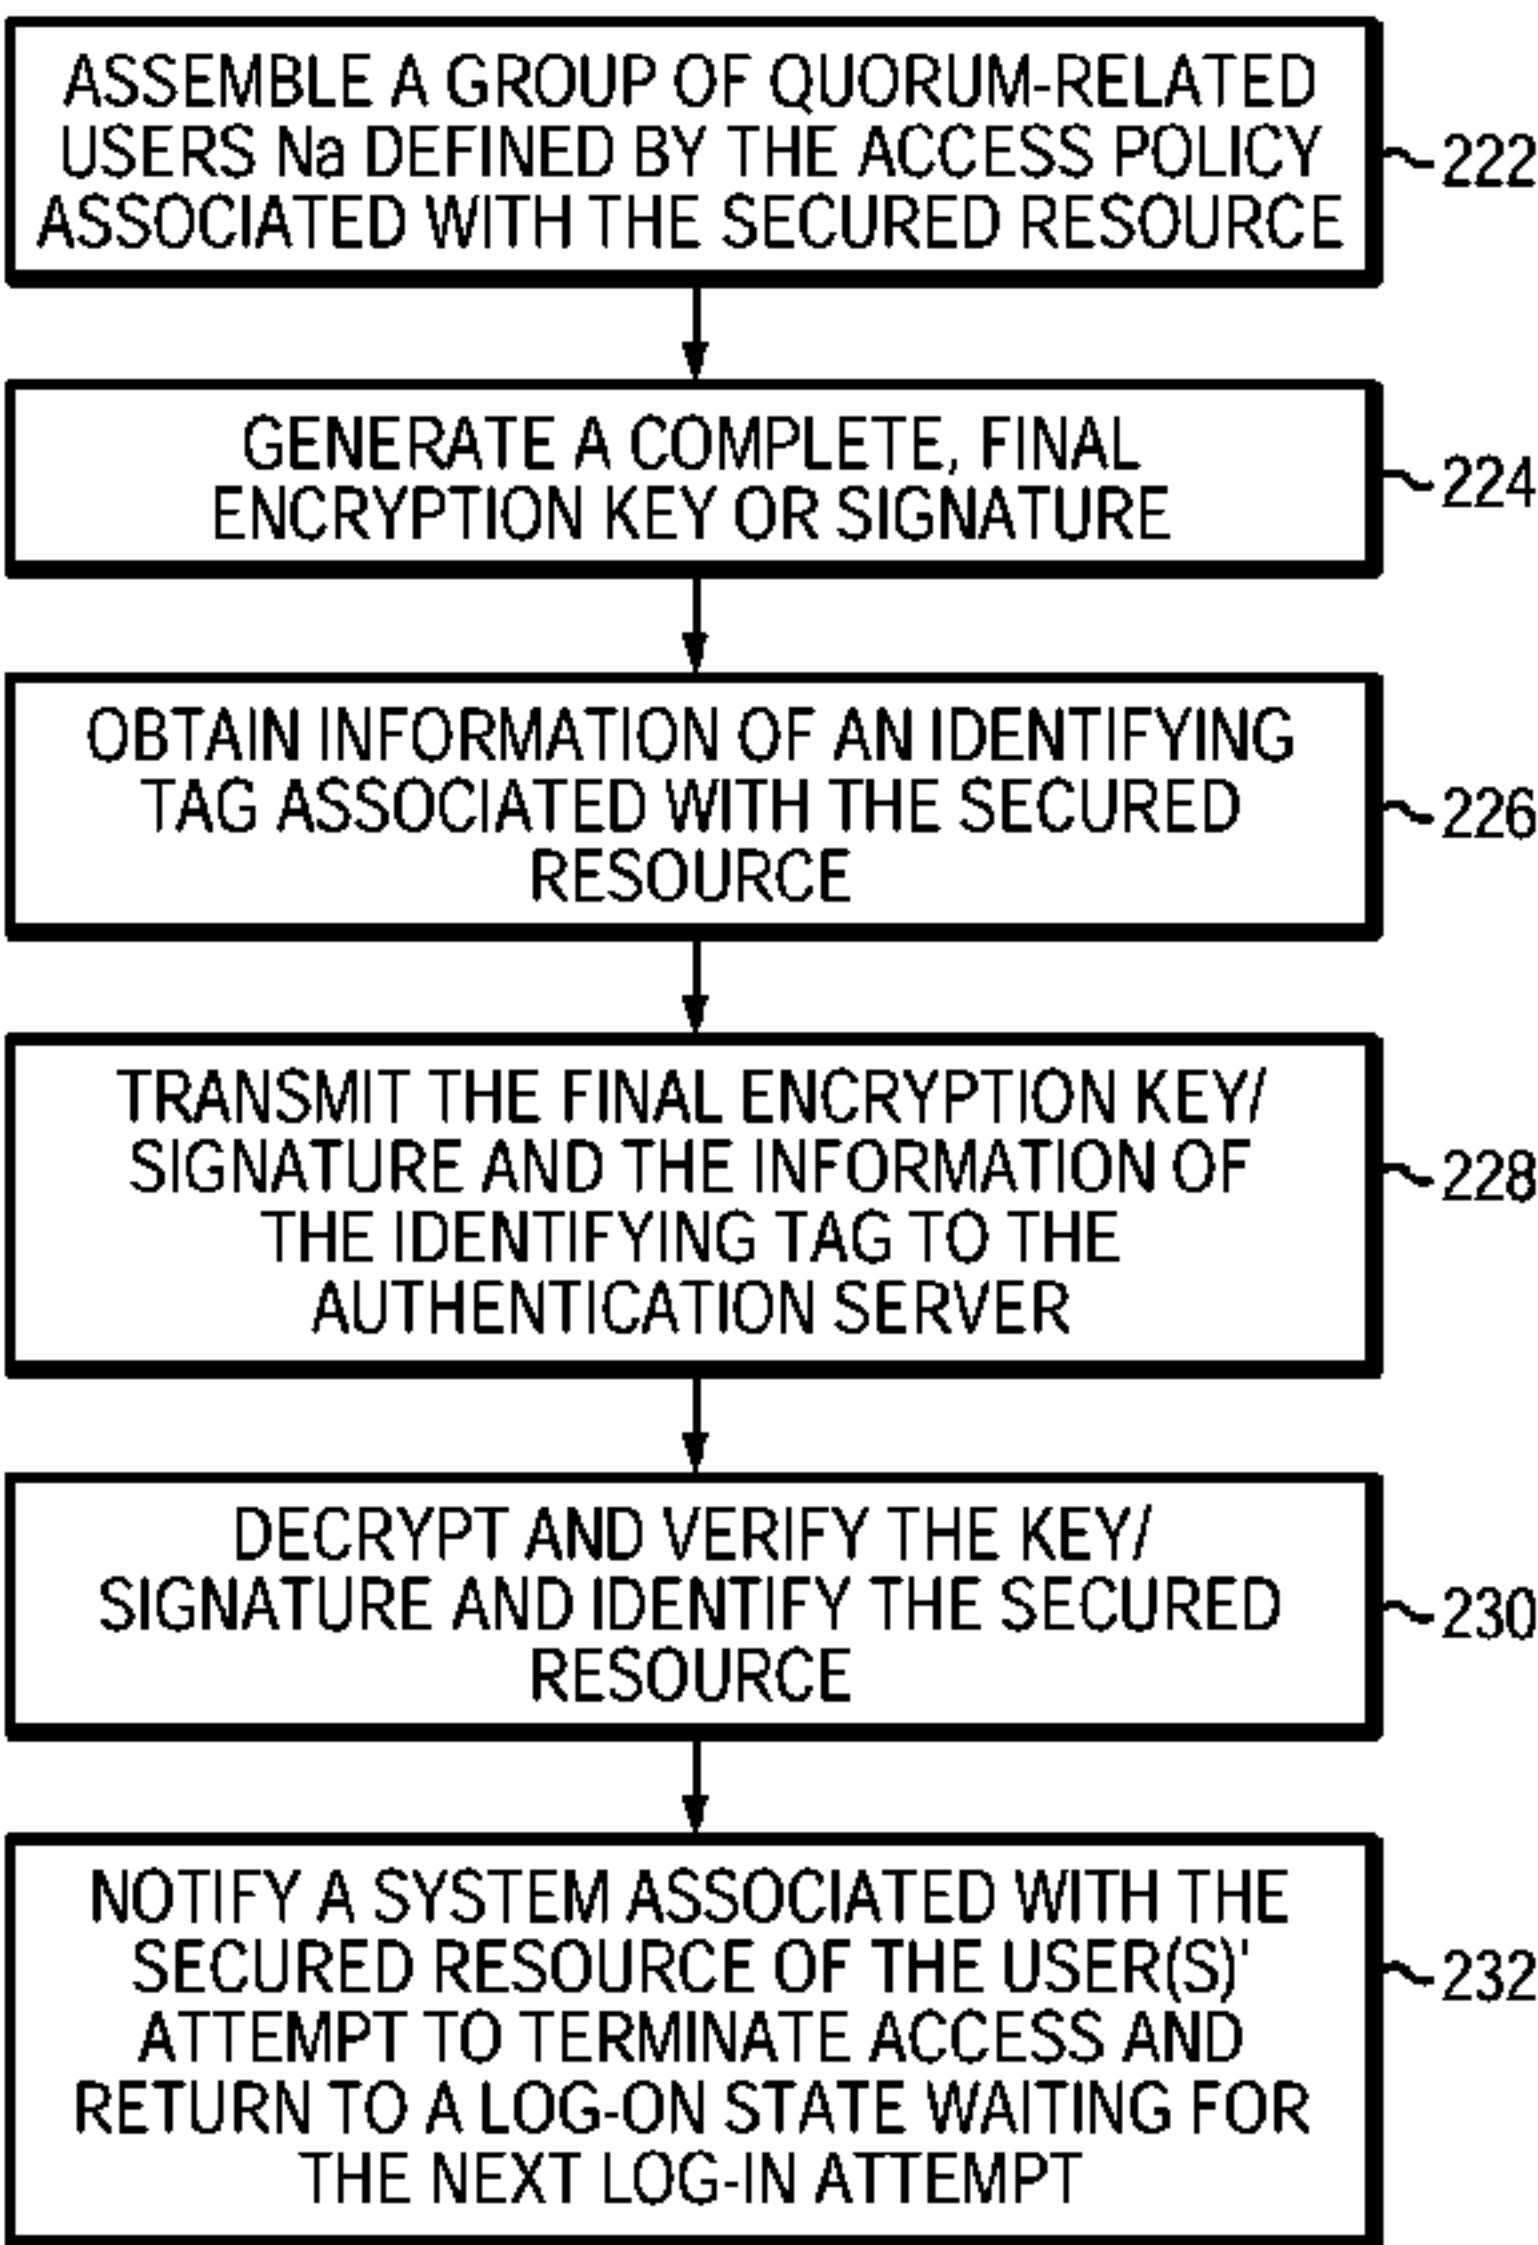 ASSEMBLE A GROUP OF QUORUM-RELATED
USERS Na DEFINED BY THE ACCESS POLICY
ASSOCIATED WITH THE SECURED RESOURCE
222
GENERATE A COMPLETE, FINAL
ENCRYPTION KEY OR SIGNATURE
224
OBTAIN INFORMATION OF AN IDENTIFYING
TAG ASSOCIATED WITH THE SECURED
RESOURCE
226
TRANSMIT THE FINAL ENCRYPTION KEY/
SIGNATURE AND THE INFORMATION OF
THE IDENTIFYING TAG TO THE
AUTHENTICATION SERVER
228
DECRYPT AND VERIFY THE KEY/
SIGNATURE AND IDENTIFY THE SECURED
RESOURCE
230
NOTIFY A SYSTEM ASSOCIATED WITH THE
SECURED RESOURCE OF THE USER(S)'
ATTEMPT TO TERMINATE ACCESS AND
RETURN TO A LOG-ON STATE WAITING FOR
THE NEXT LOG-IN ATTEMPT
232